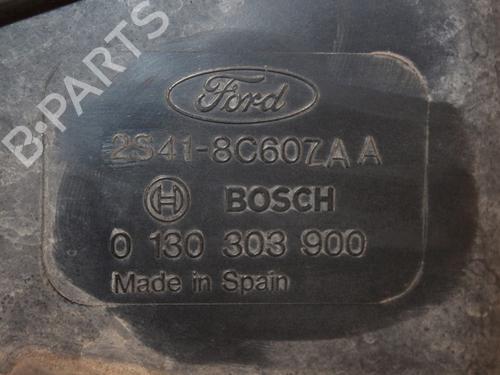 B-PARTS
Ford
2S41-8C607AA
BOSCH
0 130 303 900
Made in Spain